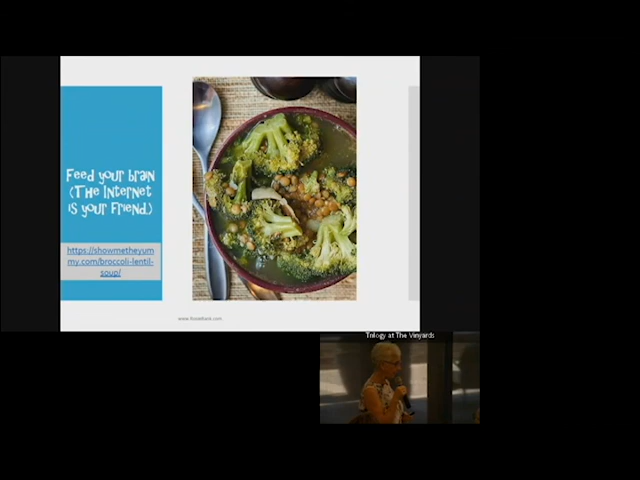 Feed your brain
(The Internet
is your Friend.)
https://showmetheyum
my.com/broccoli-lentil-
soup/
Trilogy at The Vinyards